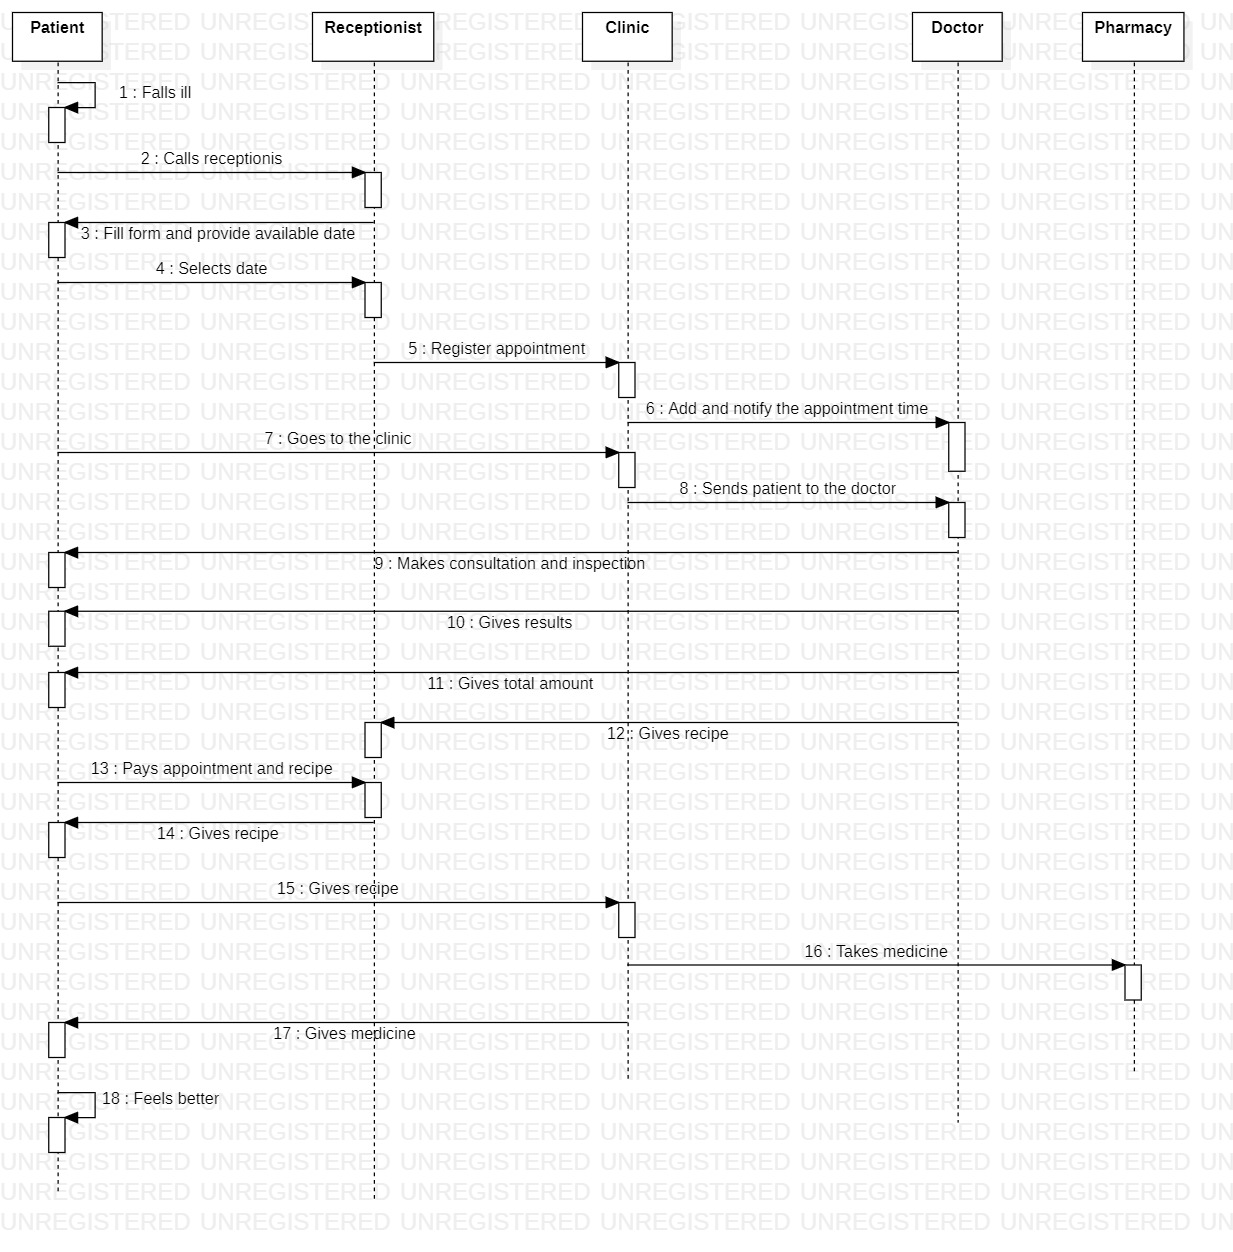 Patient
Receptionist
Clinic
Doctor
Pharmacy
1 : Falls ill
2 : Calls receptionis
3 : Fill form and provide available date
4 : Selects date
5 : Register appointment
6 : Add and notify the appointment time
7 : Goes to the clinic
8 : Sends patient to the doctor
9 : Makes consultation and inspection
10 : Gives results
11 : Gives total amount
12 : Gives recipe
13 : Pays appointment and recipe
14 : Gives recipe
15 : Gives recipe
16 : Takes medicine
17 : Gives medicine
18 : Feels better
UNREGISTERED